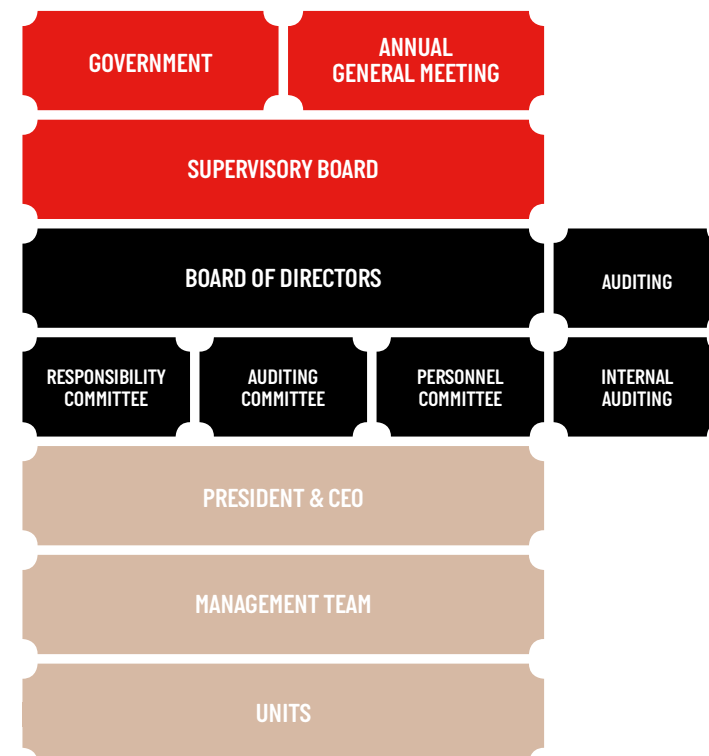 GOVERNMENT
ANNUAL
GENERAL MEETING
SUPERVISORY BOARD
BOARD OF DIRECTORS
AUDITING
RESPONSIBILITY
COMMITTEE
AUDITING
COMMITTEE
PERSONNEL
COMMITTEE
INTERNAL
AUDITING
PRESIDENT & CEO
MANAGEMENT TEAM
UNITS